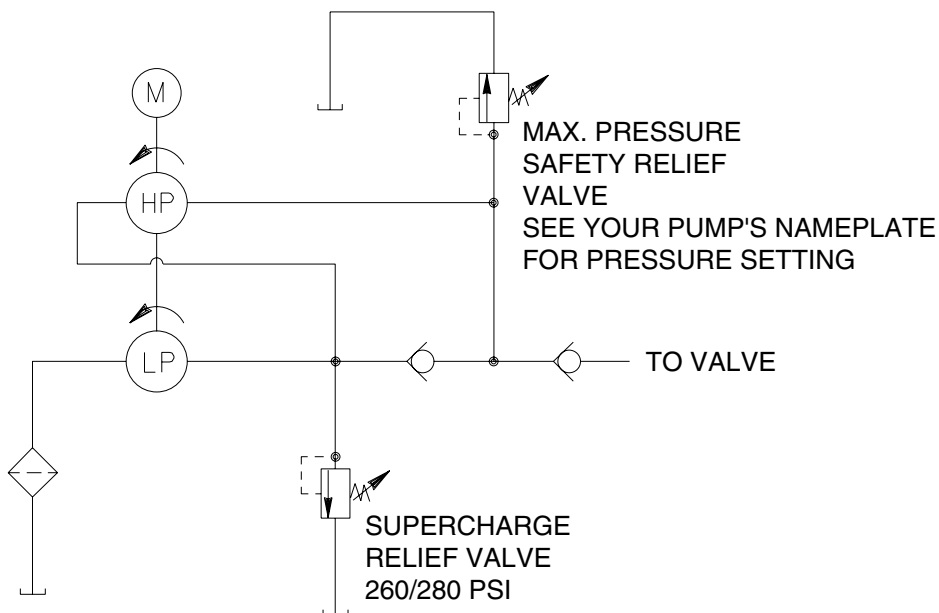 M
MAX. PRESSURE
SAFETY RELIEF
VALVE
SEE YOUR PUMP'S NAMEPLATE
FOR PRESSURE SETTING
HP
LP
TO VALVE
SUPERCHARGE
RELIEF VALVE
260/280 PSI